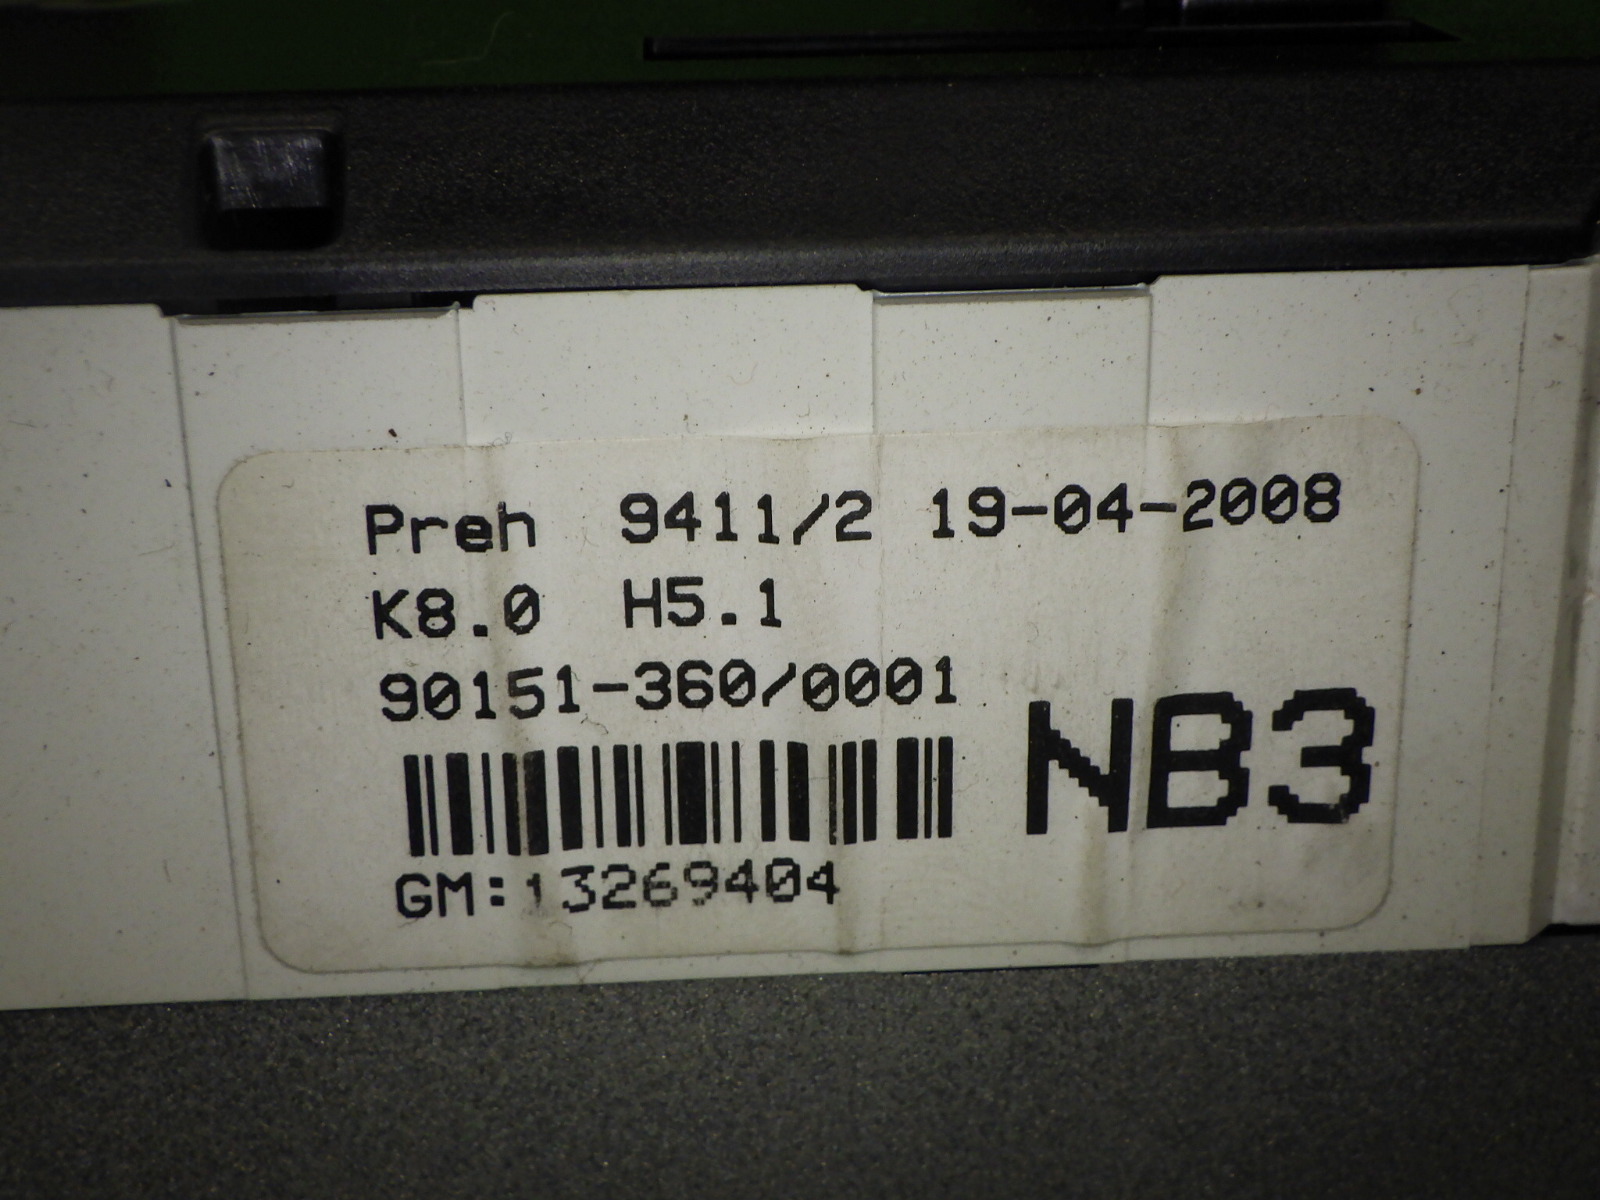 Preh 9411/2 19-04-2008
K8.0 H5.1
90151-360/0001
NB3
GM:13269404